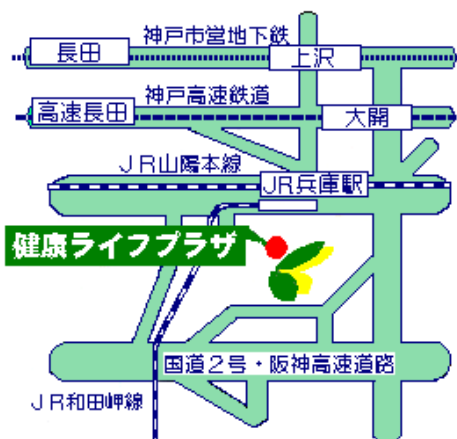 神戸市営地下鉄
長田
上沢
神戸高速鉄道
高速長田
大開
JR山陽本線
JR兵庫駅
健康ライフプラザ
国道2号・阪神高速道路
JR和田岬線